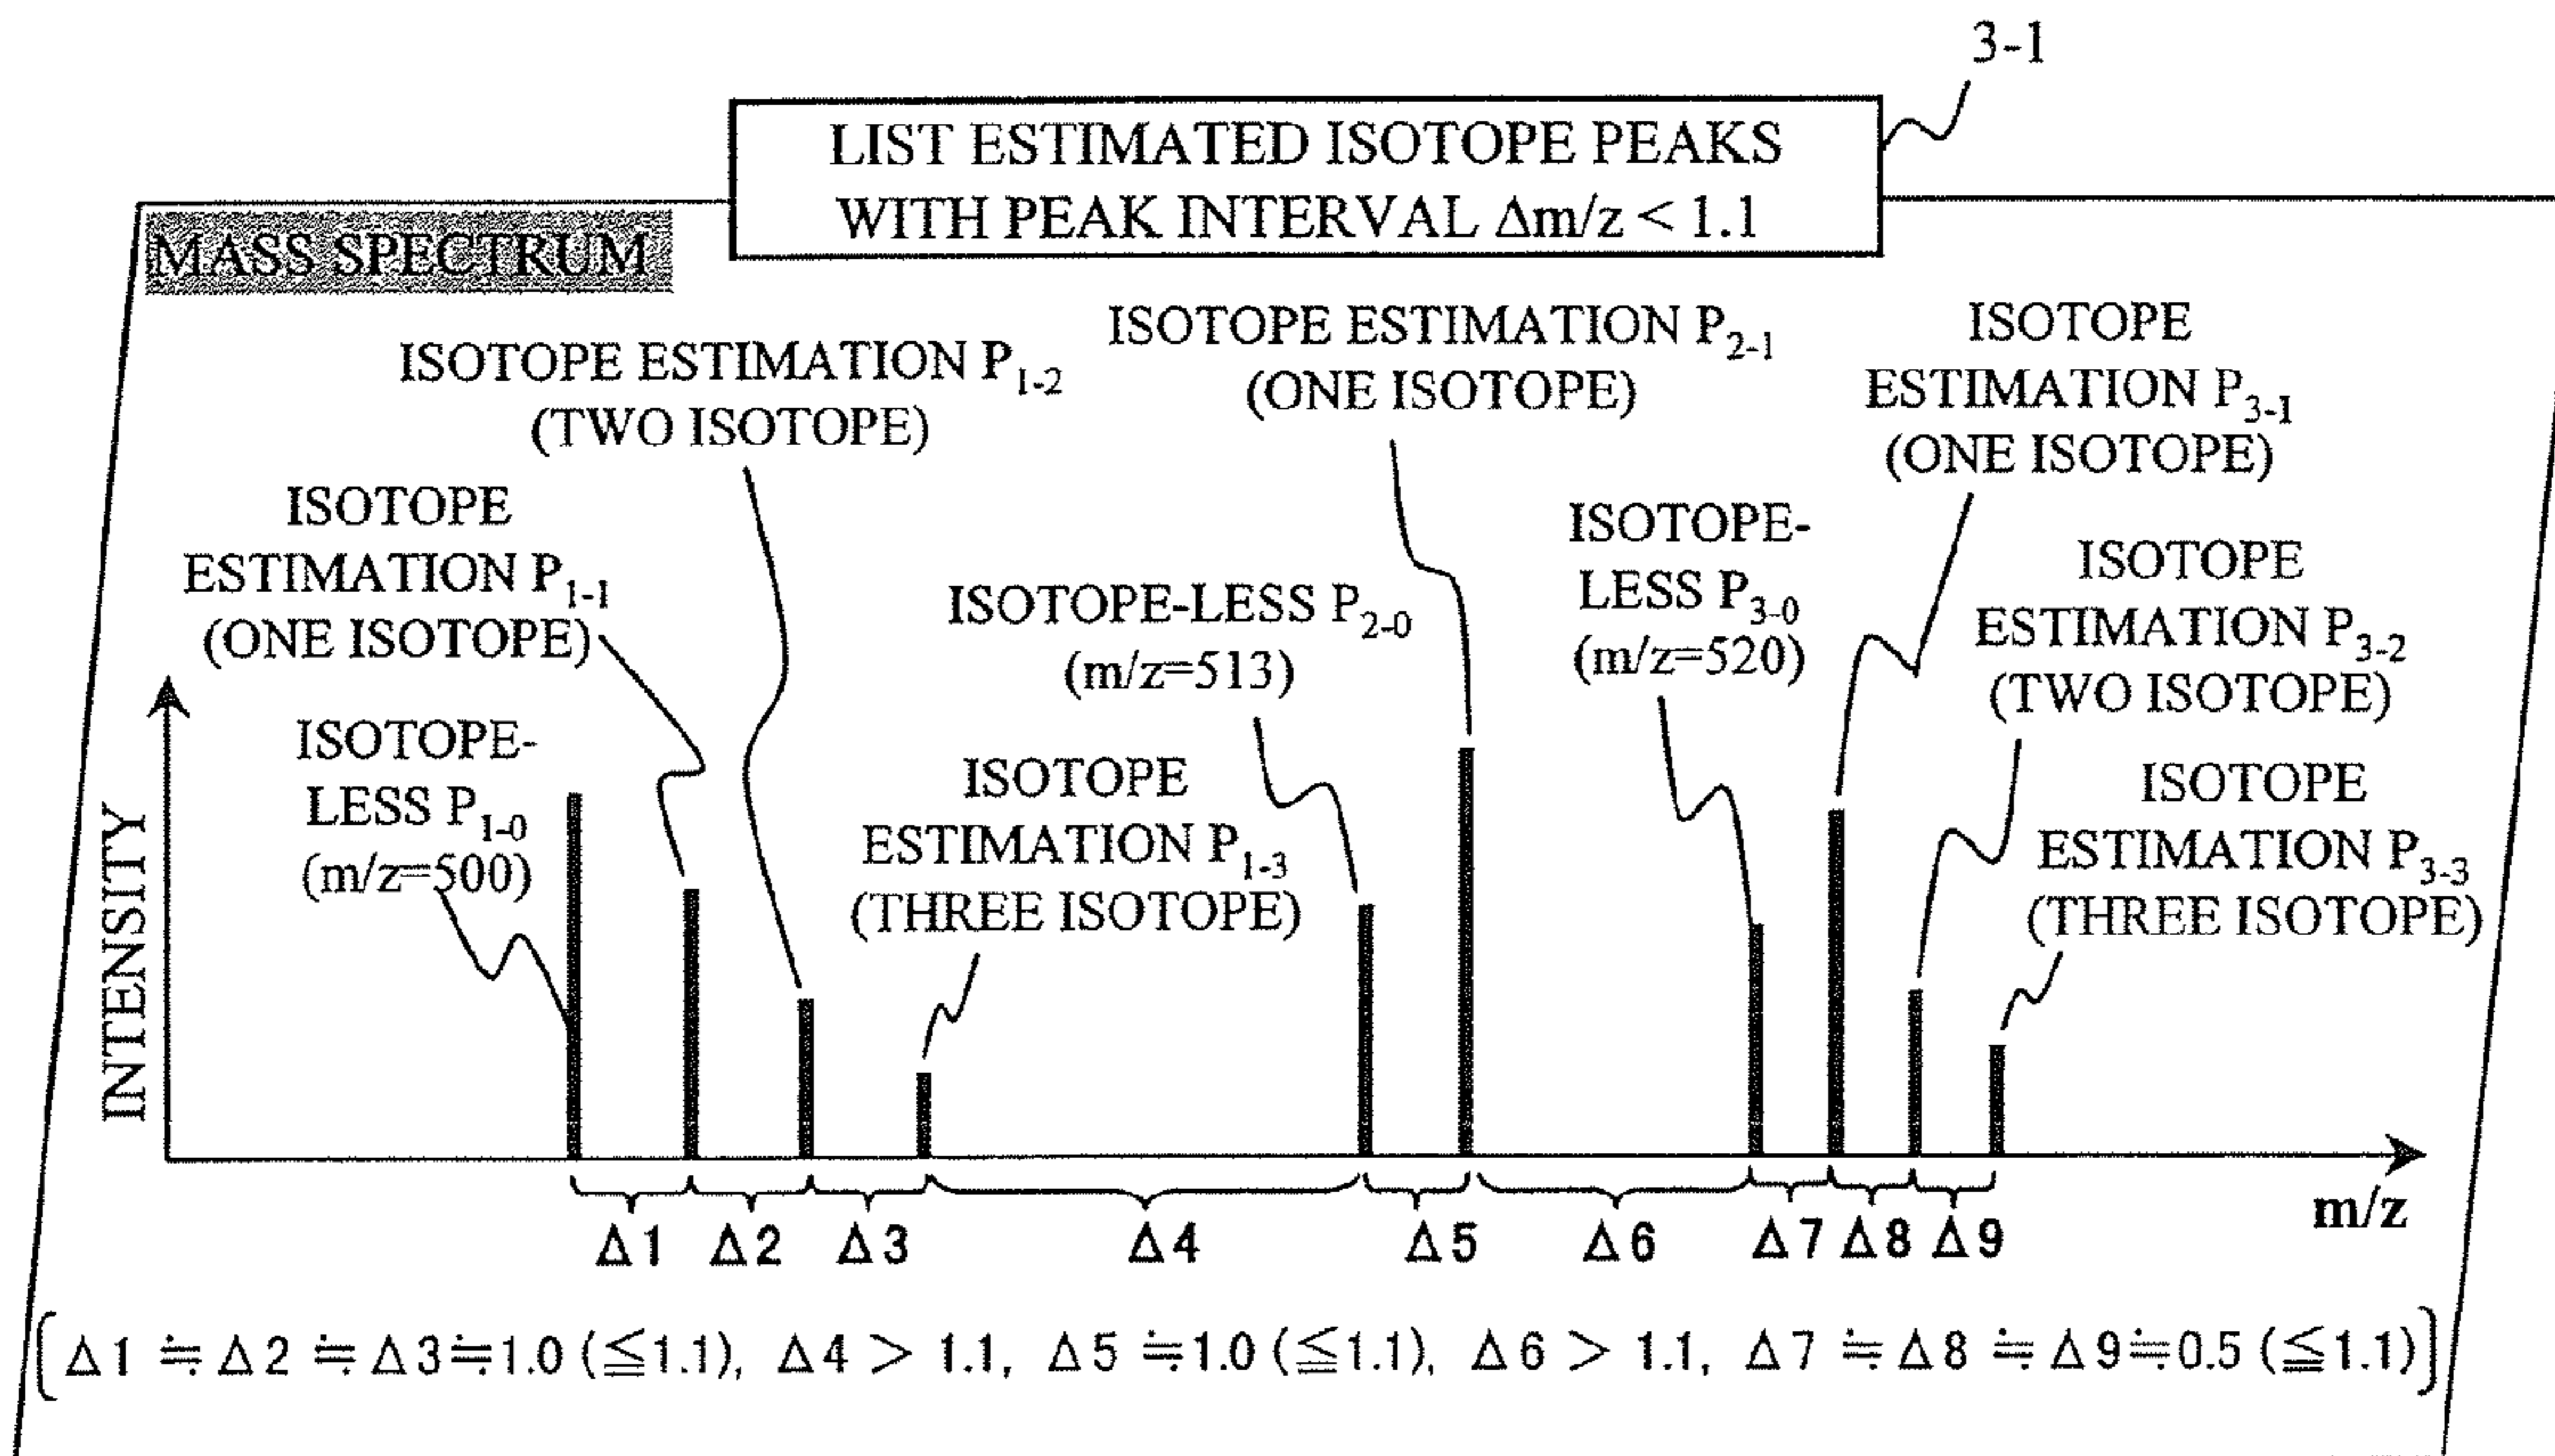 3-1
LIST ESTIMATED ISOTOPE PEAKS
WITH PEAK INTERVAL Δm/z < 1.1
MASS SPECTRUM
ISOTOPE ESTIMATION P1-2
(TWO ISOTOPE)
ISOTOPE ESTIMATION P2-1
(ONE ISOTOPE)
ISOTOPE
ESTIMATION P3-1
(ONE ISOTOPE)
ISOTOPE
ESTIMATION P1-1
(ONE ISOTOPE)
ISOTOPE-LESS P2-0
(m/z=513)
ISOTOPE-
LESS P3-0
(m/z=520)
ISOTOPE
ESTIMATION P3-2
(TWO ISOTOPE)
ISOTOPE-
LESS P1-0
(m/z=500)
ISOTOPE
ESTIMATION P1-3
(THREE ISOTOPE)
ISOTOPE
ESTIMATION P3-3
(THREE ISOTOPE)
INTENSITY
m/z
Δ1 Δ2 Δ3 Δ4 Δ5 Δ6 Δ7 Δ8 Δ9
[Δ1 ≒ Δ2 ≒ Δ3≒1.0 (≦1.1), Δ4 > 1.1, Δ5 ≒1.0 (≦1.1), Δ6 > 1.1, Δ7 ≒ Δ8 ≒ Δ9≒0.5 (≦1.1)]